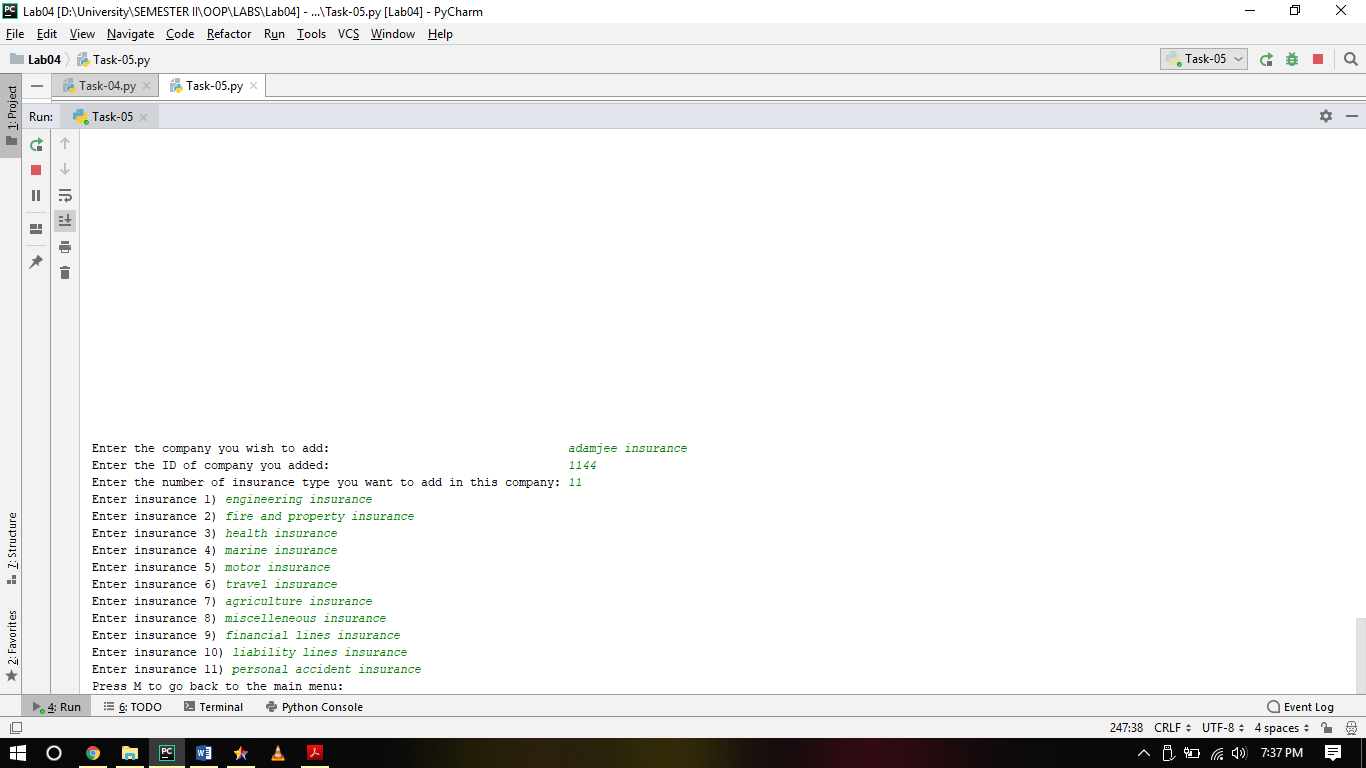 Lab04 [D:\University\SEMESTER II\OOP\LABS\Lab04] - ...\Task-05.py [Lab04] - PyCharm
File Edit View Navigate Code Refactor Run Tools VCS Window Help
Lab04 Task-05.py Task-05
1: Project
Task-04.py Task-05.py
Run: Task-05
Enter the company you wish to add: adamjee insurance
Enter the ID of company you added: 1144
Enter the number of insurance type you want to add in this company: 11
Enter insurance 1) engineering insurance
Enter insurance 2) fire and property insurance
Enter insurance 3) health insurance
Enter insurance 4) marine insurance
Enter insurance 5) motor insurance
Enter insurance 6) travel insurance
Enter insurance 7) agriculture insurance
Enter insurance 8) miscelleneous insurance
Enter insurance 9) financial lines insurance
Enter insurance 10) liability lines insurance
Enter insurance 11) personal accident insurance
Press M to go back to the main menu:
7: Structure
2: Favorites
4: Run 6: TODO Terminal Python Console Event Log
247:38 CRLF UTF-8 4 spaces
7:37 PM